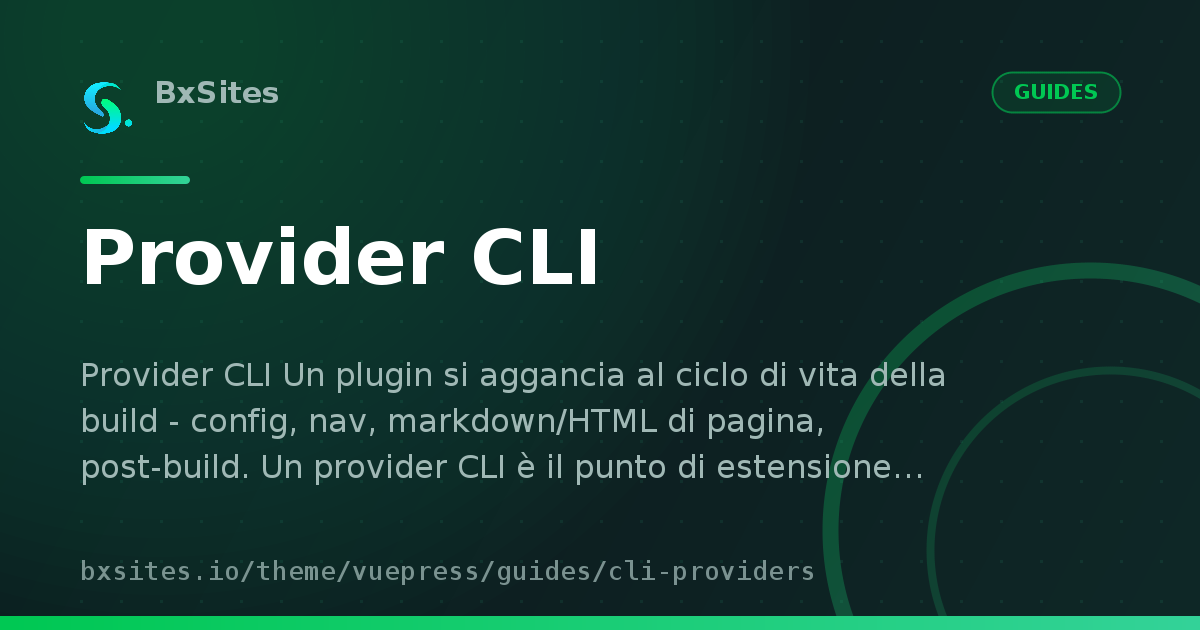 BxSites
GUIDES
Provider CLI
Provider CLI Un plugin si aggancia al ciclo di vita della
build - config, nav, markdown/HTML di pagina,
post-build. Un provider CLI è il punto di estensione…
bxsites.io/theme/vuepress/guides/cli-providers